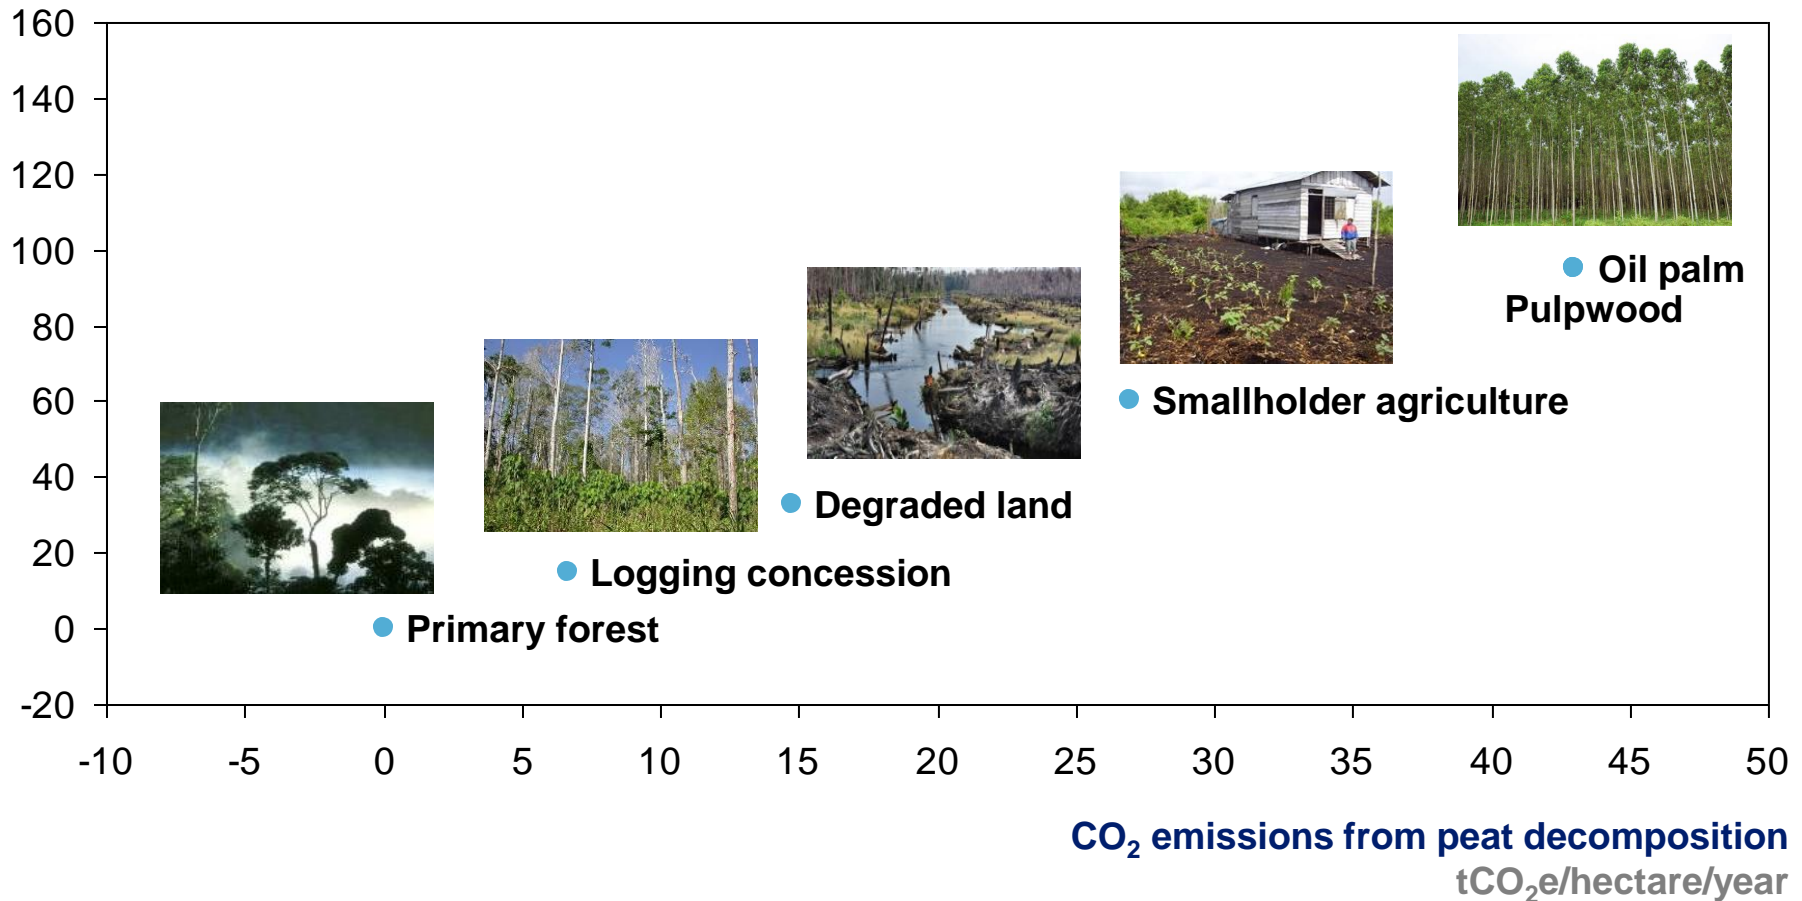 160
140
120
100
80
60
40
20
0
-20
Oil palm
Pulpwood
Smallholder agriculture
Degraded land
Logging concession
Primary forest
-10 -5 0 5 10 15 20 25 30 35 40 45 50
CO₂ emissions from peat decomposition
tCO₂e/hectare/year